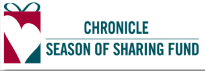 CHRONICLE
SEASON OF SHARING FUND